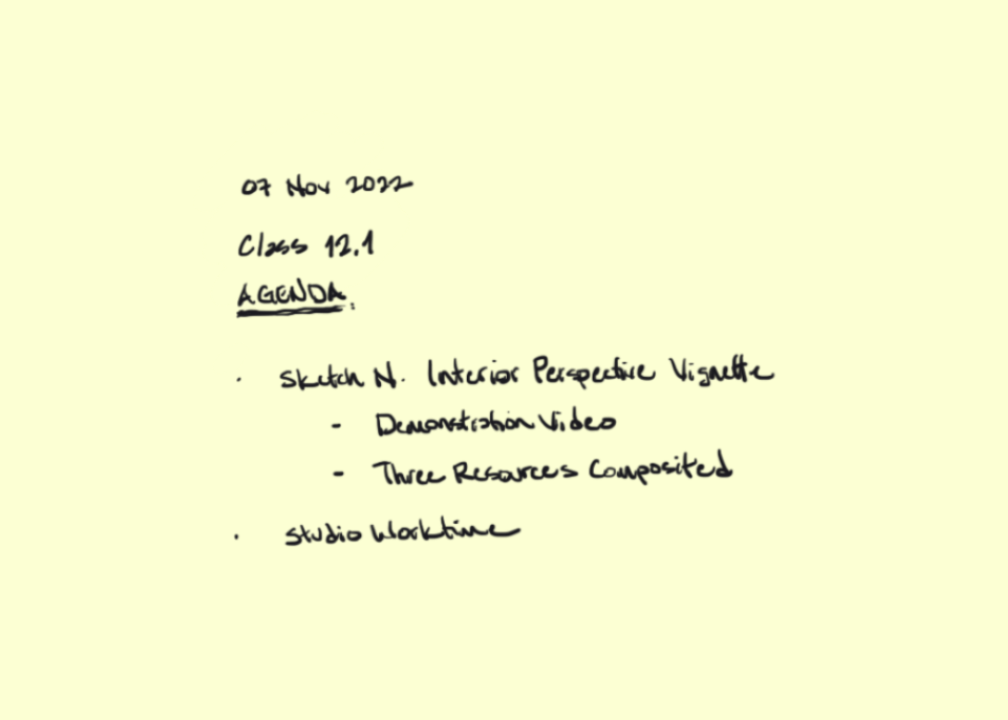 07 Nov 2022
Class 12.1
AGENDA:
· Sketch N. Interior Perspective Vignette
- Demonstration Video
- Three Resources Composited
· Studio Worktime